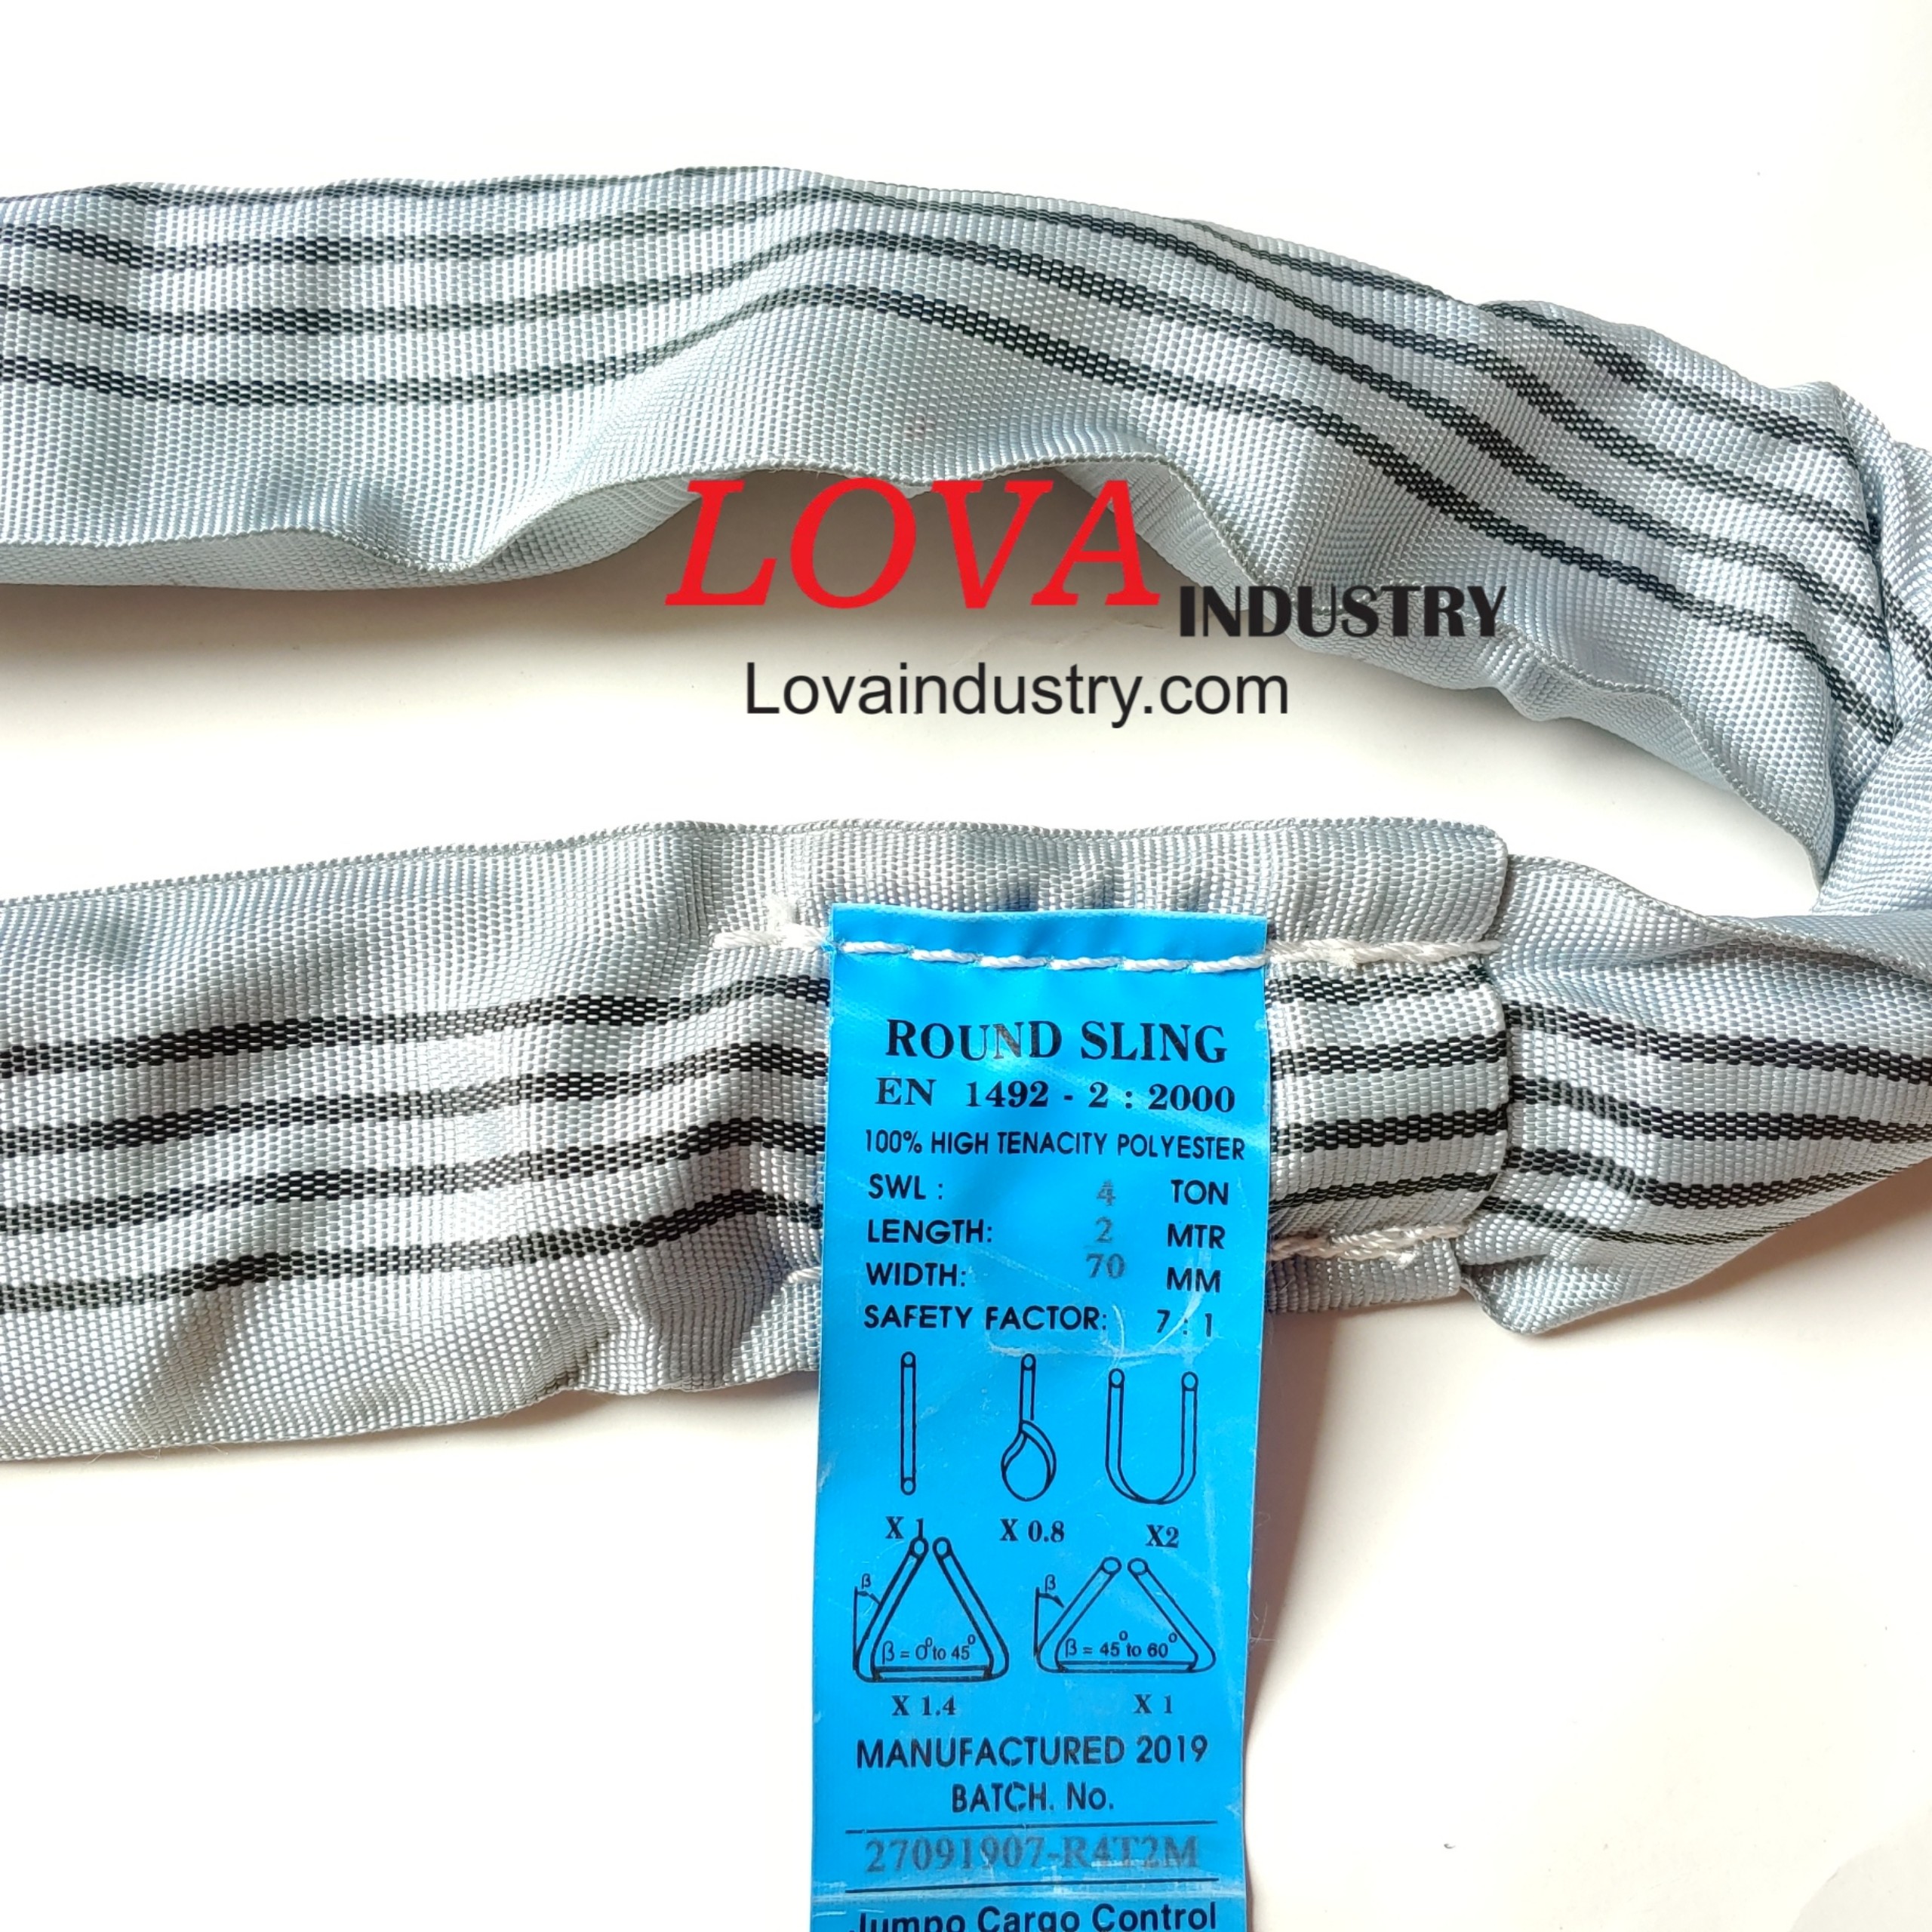 LOVA INDUSTRY
Lovaindustry.com
ROUND SLING
EN 1492 - 2 : 2000
100% HIGH TENACITY POLYESTER
SWL : 4 TON
LENGTH: 2 MTR
WIDTH: 70 MM
SAFETY FACTOR: 7 : 1
X 1 X 0.8 X2
β β
β = 0° to 45° β = 45° to 60°
X 1.4 X 1
MANUFACTURED 2019
BATCH. No.
27091907-R4T2M
Jumpo Cargo Control